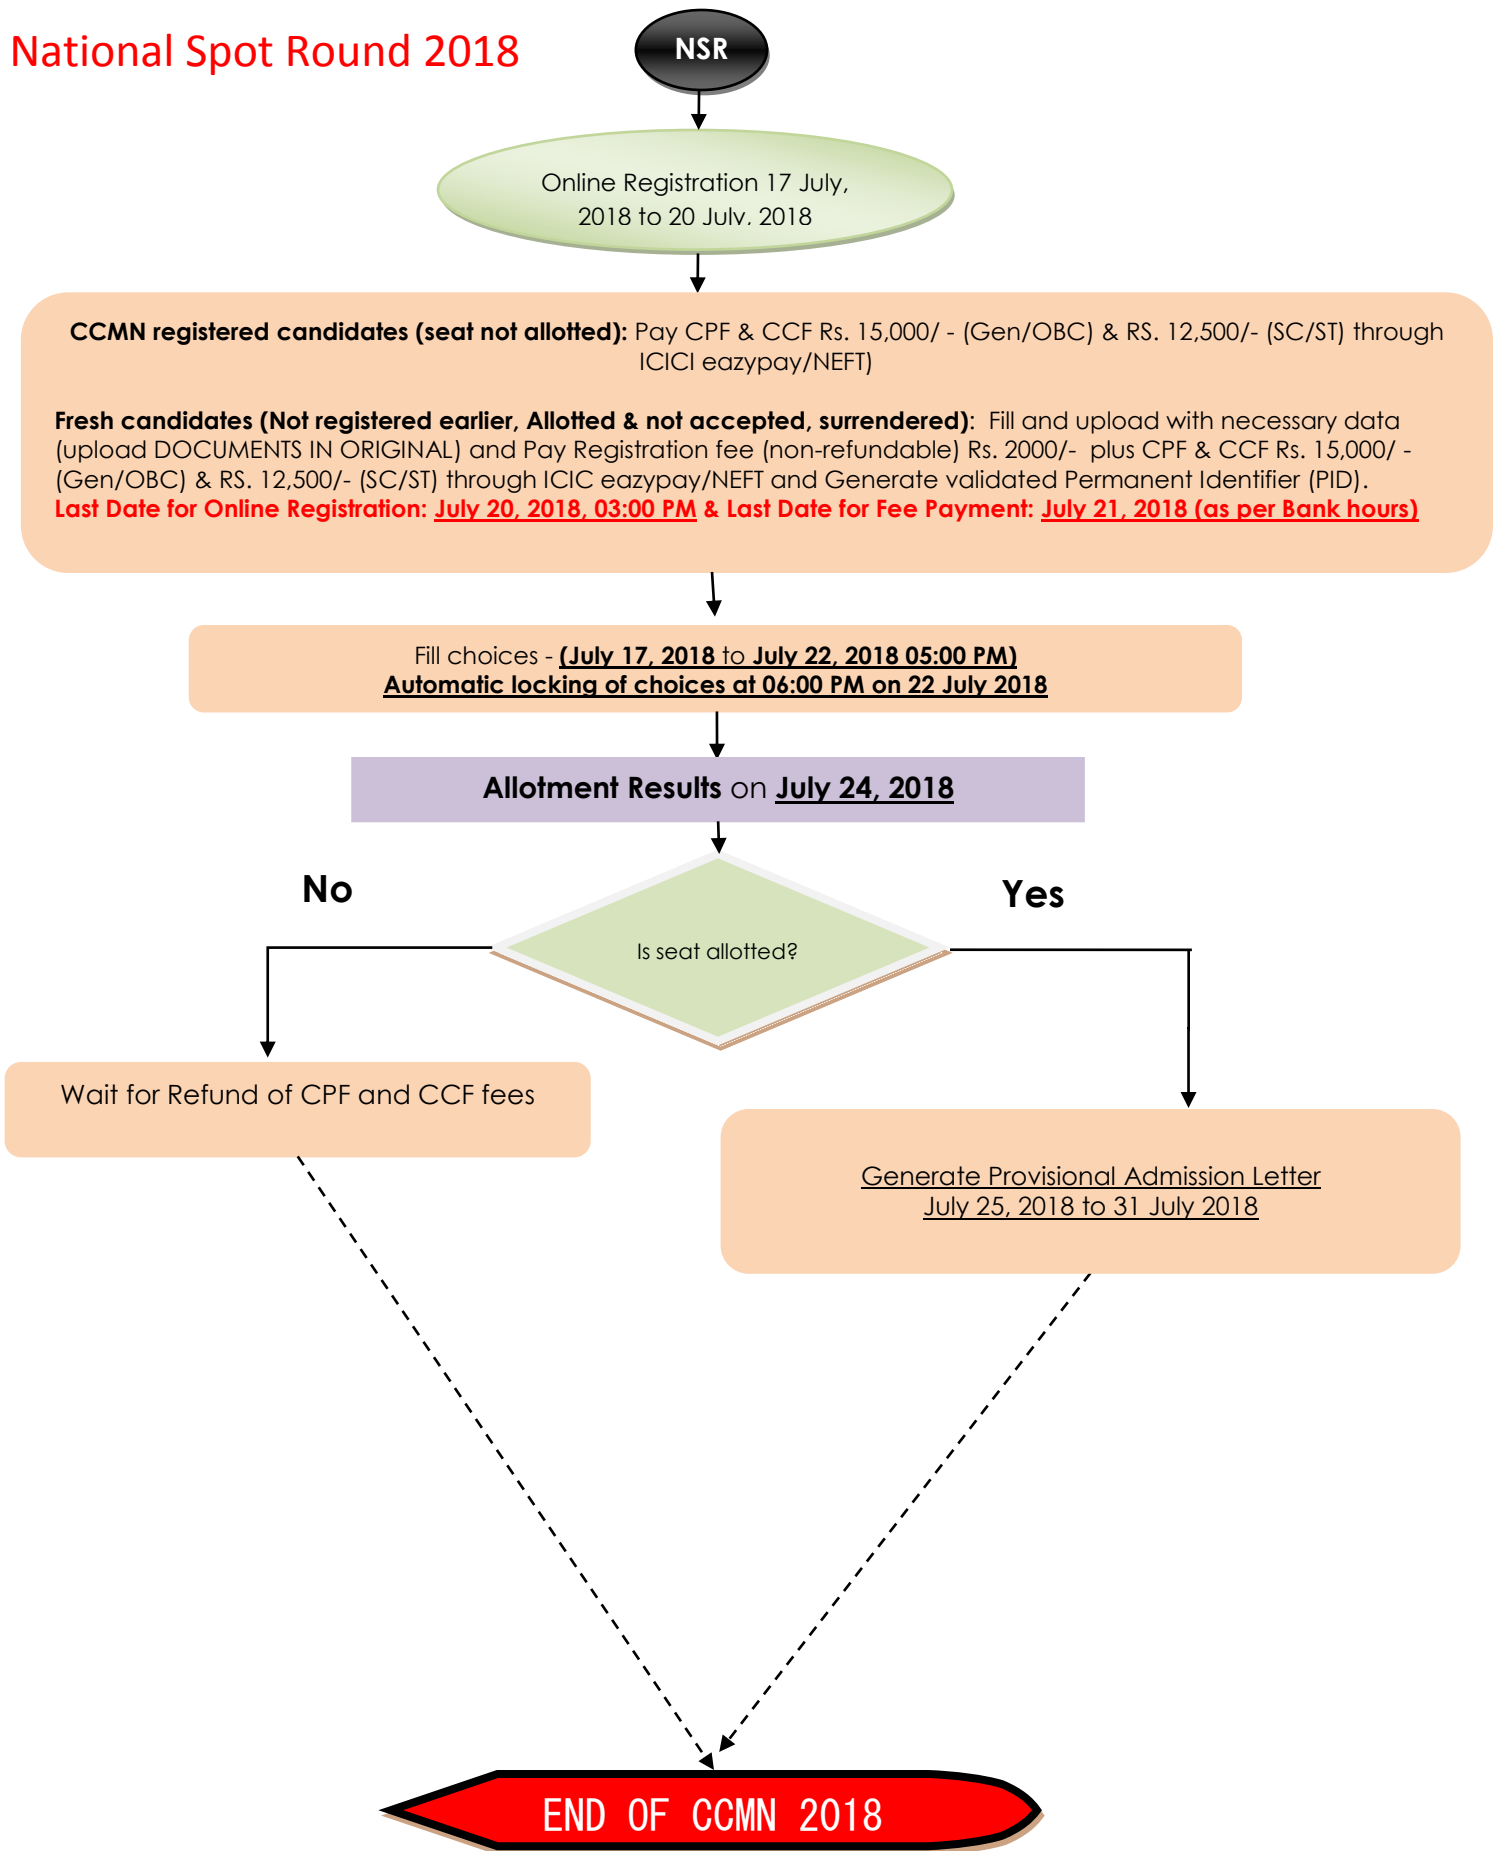 National Spot Round 2018
NSR
Online Registration 17 July,
2018 to 20 July, 2018
CCMN registered candidates (seat not allotted): Pay CPF & CCF Rs. 15,000/ - (Gen/OBC) & RS. 12,500/- (SC/ST) through
ICICI eazypay/NEFT)
Fresh candidates (Not registered earlier, Allotted & not accepted, surrendered): Fill and upload with necessary data
(upload DOCUMENTS IN ORIGINAL) and Pay Registration fee (non-refundable) Rs. 2000/- plus CPF & CCF Rs. 15,000/ -
(Gen/OBC) & RS. 12,500/- (SC/ST) through ICIC eazypay/NEFT and Generate validated Permanent Identifier (PID).
Last Date for Online Registration: July 20, 2018, 03:00 PM & Last Date for Fee Payment: July 21, 2018 (as per Bank hours)
Fill choices - (July 17, 2018 to July 22, 2018 05:00 PM)
Automatic locking of choices at 06:00 PM on 22 July 2018
Allotment Results on July 24, 2018
No
Yes
Is seat allotted?
Wait for Refund of CPF and CCF fees
Generate Provisional Admission Letter
July 25, 2018 to 31 July 2018
END OF CCMN 2018